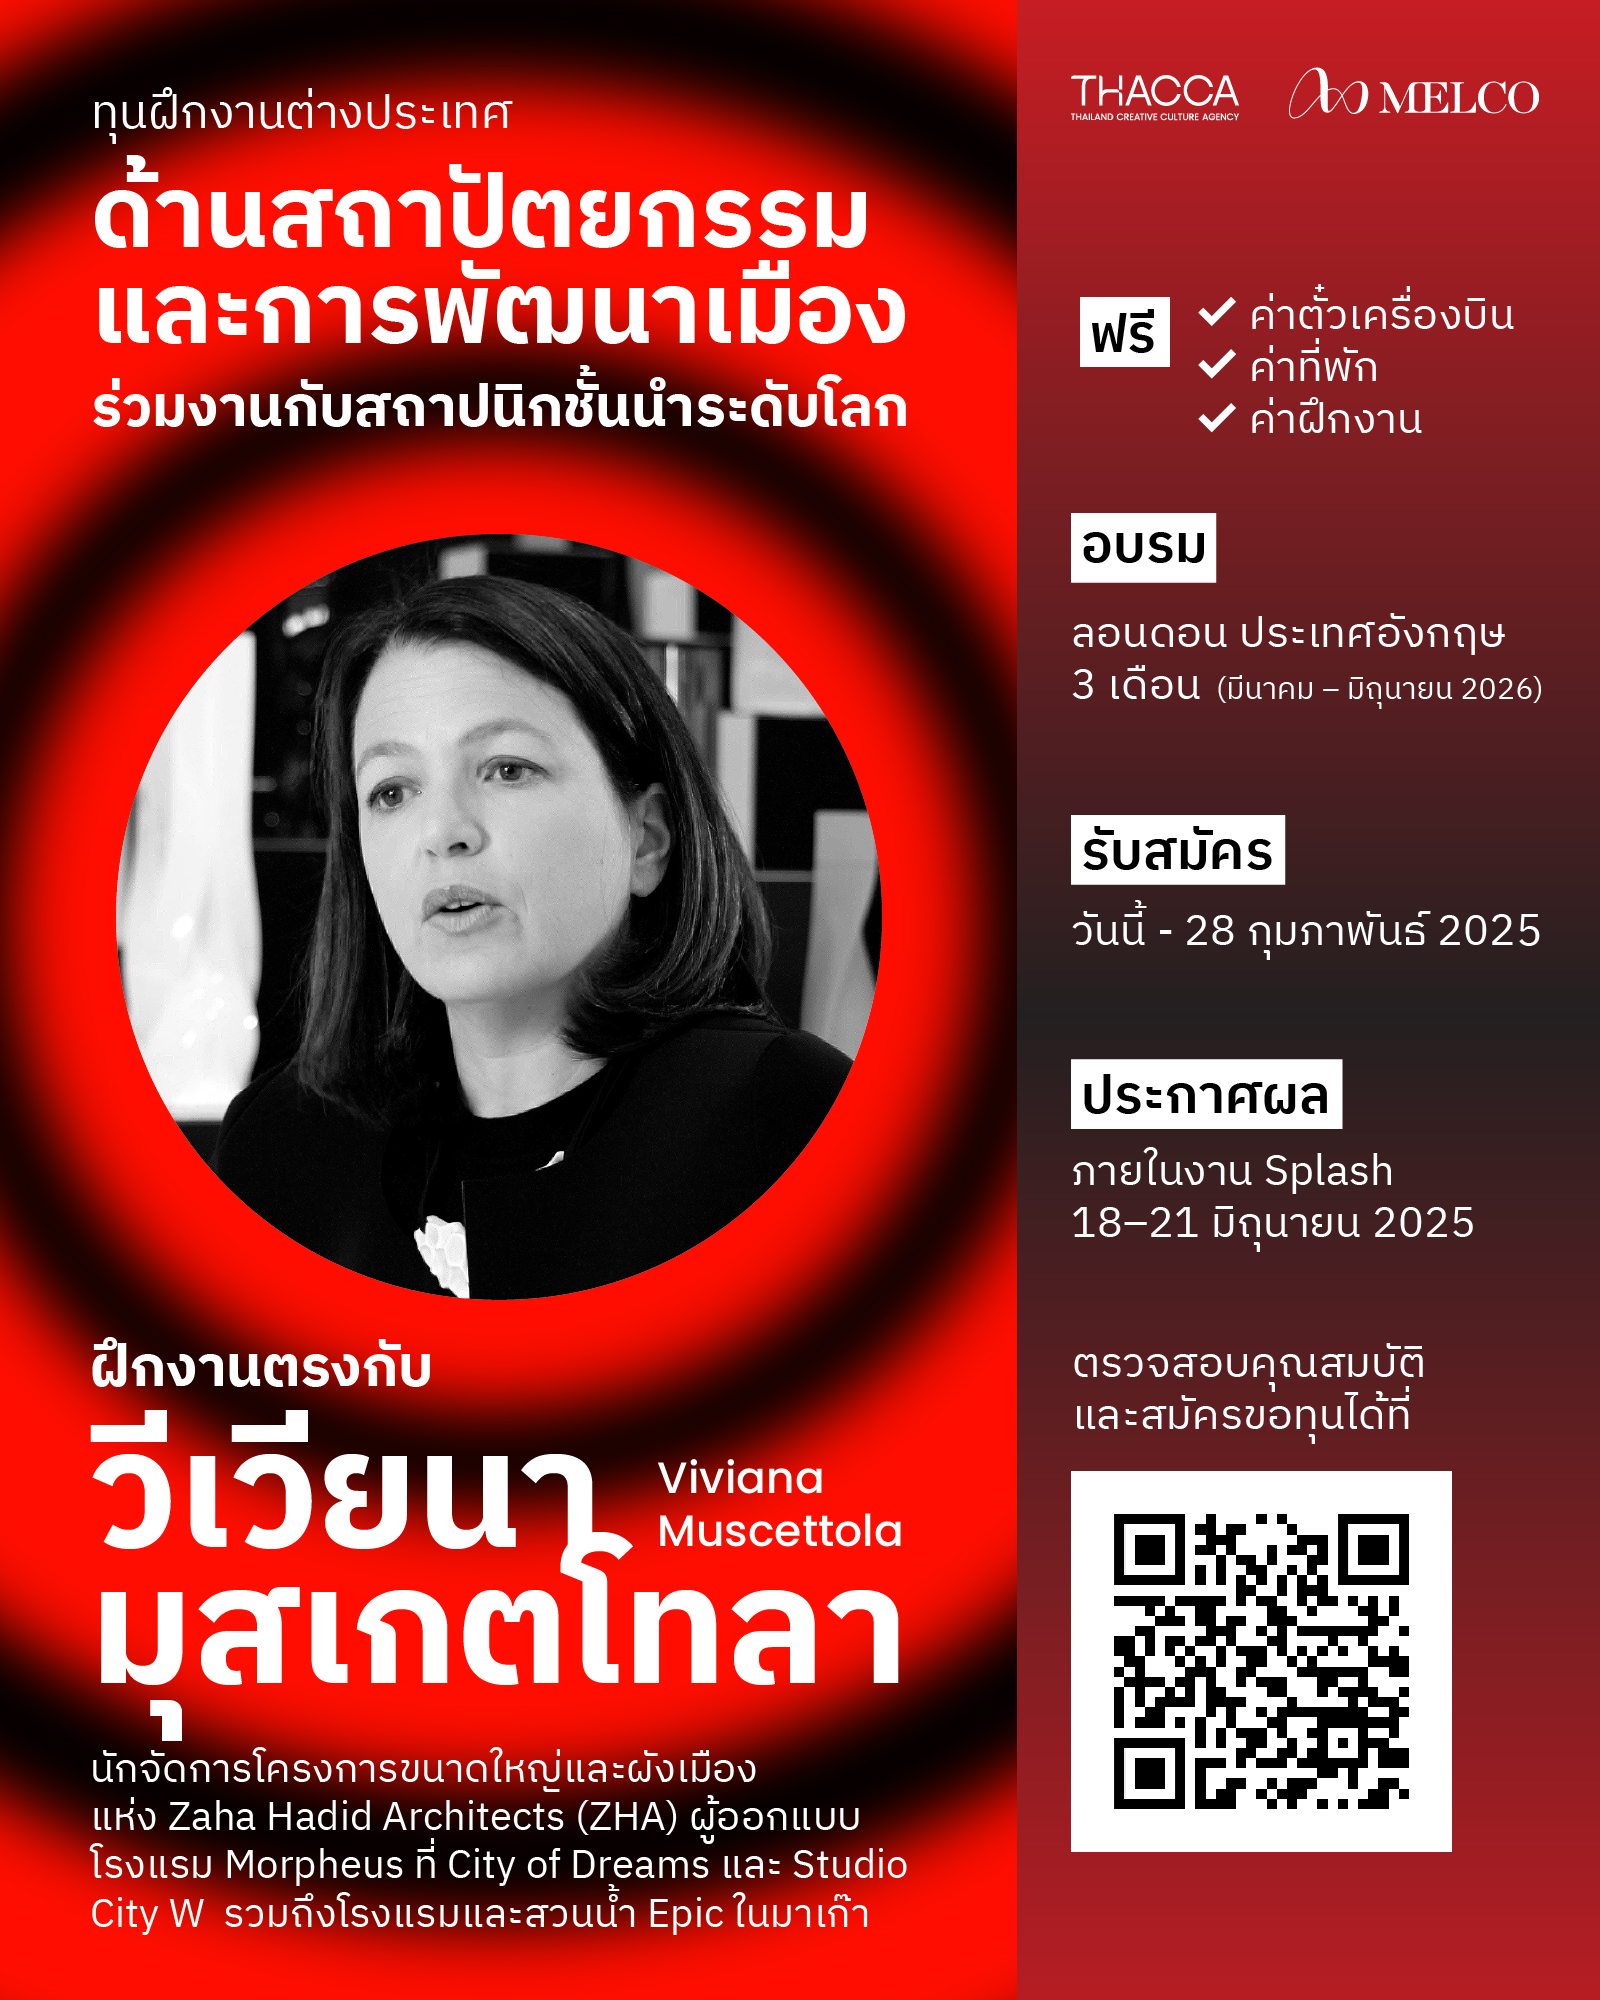 ทุนฝึกงานต่างประเทศ
ด้านสถาปัตยกรรม
และการพัฒนาเมือง
ร่วมงานกับสถาปนิกชั้นนำระดับโลก
ฝึกงานตรงกับ
วีเวียนา
มุสเกตโทลา
Viviana
Muscettola
นักจัดการโครงการขนาดใหญ่และผังเมือง
แห่ง Zaha Hadid Architects (ZHA) ผู้ออกแบบ
โรงแรม Morpheus ที่ City of Dreams และ Studio
City W รวมถึงโรงแรมและสวนน้ำ Epic ในมาเก๊า
THACCA
THAILAND CREATIVE CULTURE AGENCY
MELCO
ฟรี
ค่าตั๋วเครื่องบิน
ค่าที่พัก
ค่าฝึกงาน
อบรม
ลอนดอน ประเทศอังกฤษ
3 เดือน (มีนาคม – มิถุนายน 2026)
รับสมัคร
วันนี้ - 28 กุมภาพันธ์ 2025
ประกาศผล
ภายในงาน Splash
18–21 มิถุนายน 2025
ตรวจสอบคุณสมบัติ
และสมัครขอทุนได้ที่